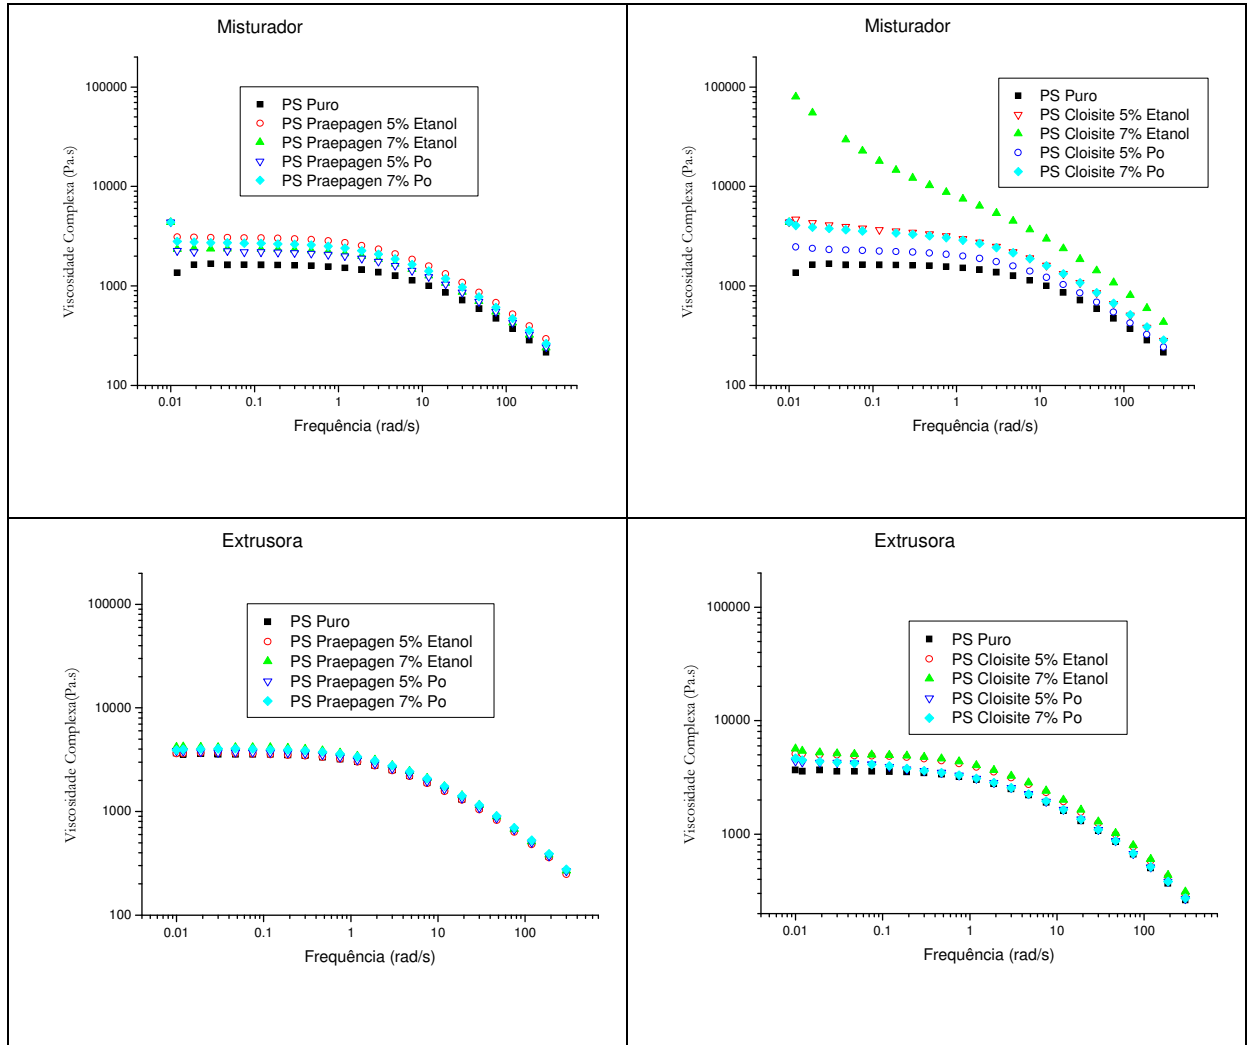 Misturador
100000
10000
1000
100
Viscosidade Complexa (Pa.s)
PS Puro
PS Praepagen 5% Etanol
PS Praepagen 7% Etanol
PS Praepagen 5% Po
PS Praepagen 7% Po
0.01 0.1 1 10 100
Frequência (rad/s)
Misturador
100000
10000
1000
100
Viscosidade Complexa (Pa.s)
PS Puro
PS Cloisite 5% Etanol
PS Cloisite 7% Etanol
PS Cloisite 5% Po
PS Cloisite 7% Po
0.01 0.1 1 10 100
Frequência (rad/s)
Extrusora
100000
10000
1000
100
Viscosidade Complexa(Pa.s)
PS Puro
PS Praepagen 5% Etanol
PS Praepagen 7% Etanol
PS Praepagen 5% Po
PS Praepagen 7% Po
0.01 0.1 1 10 100
Frequência (rad/s)
Extrusora
100000
10000
1000
Viscosidade Complexa (Pa.s)
PS Puro
PS Cloisite 5% Etanol
PS Cloisite 7% Etanol
PS Cloisite 5% Po
PS Cloisite 7% Po
0.01 0.1 1 10 100
Frequência (rad/s)